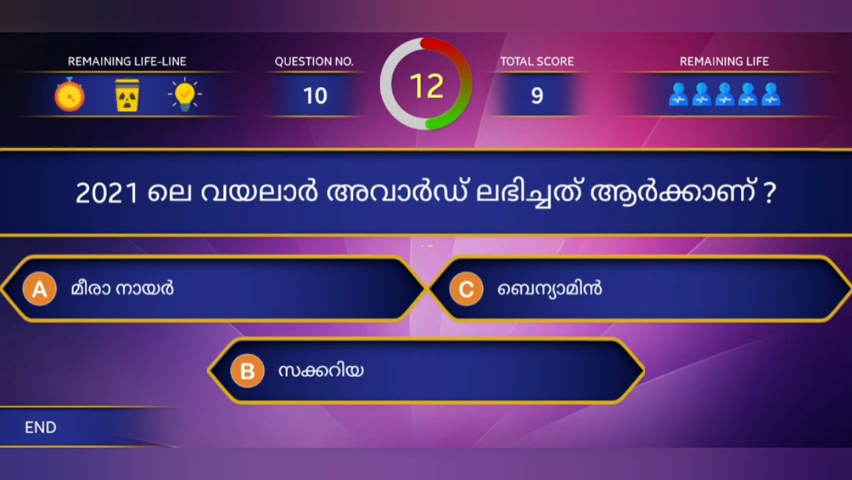 REMAINING LIFE-LINE
QUESTION NO.
10
12
TOTAL SCORE
9
REMAINING LIFE
2021 ലെ വയലാർ അവാർഡ് ലഭിച്ചത് ആർക്കാണ് ?
A മീരാ നായർ
C ബെന്യാമിൻ
B സക്കറിയ
END